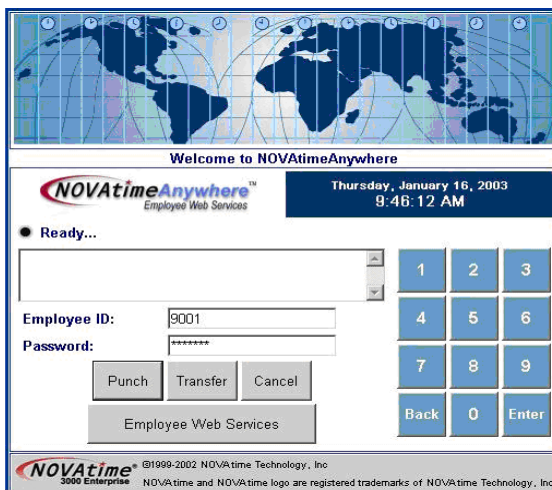 Welcome to NOVAtimeAnywhere
NOVAtimeAnywhere™
Employee Web Services
Thursday, January 16, 2003
9:46:12 AM
Ready...
1 2 3
Employee ID: 9001
4 5 6
Password: *******
7 8 9
Punch Transfer Cancel
Back 0 Enter
Employee Web Services
NOVAtime®
3000 Enterprise
©1999-2002 NOVAtime Technology, Inc
NOVAtime and NOVAtime logo are registered trademarks of NOVAtime Technology, Inc